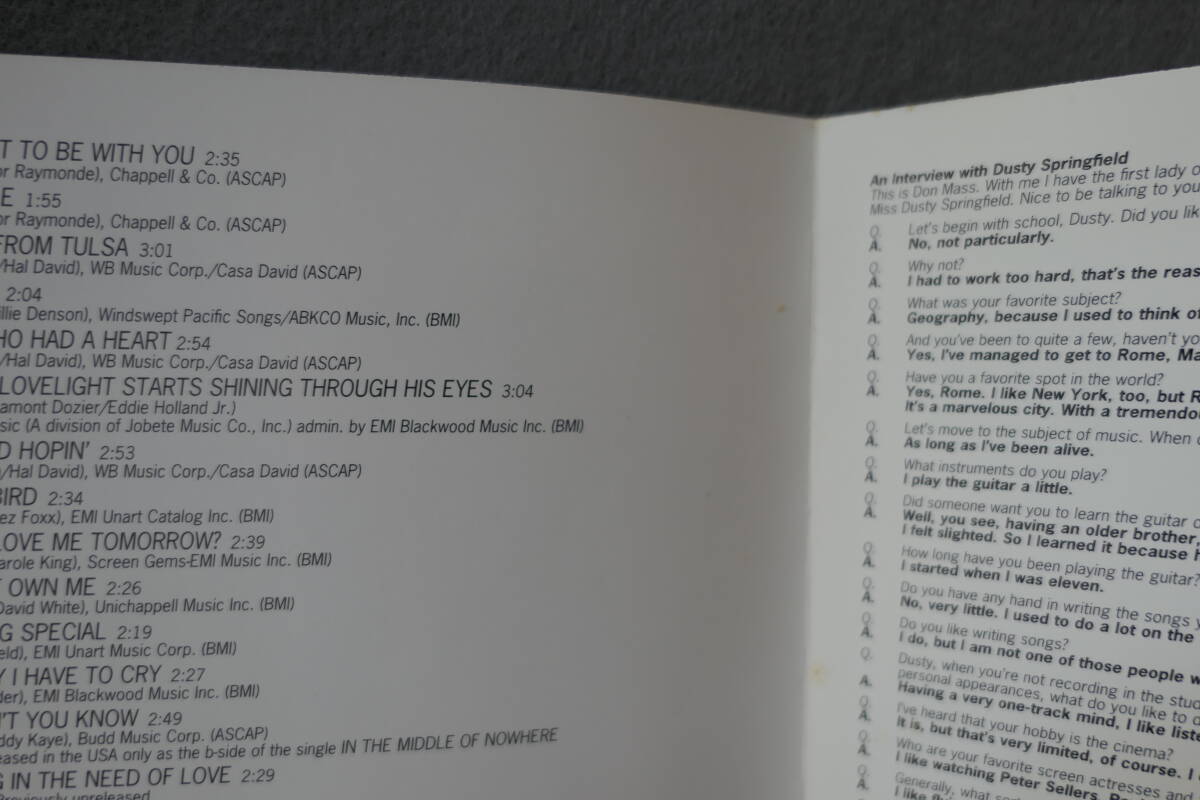 T TO BE WITH YOU 2:35
or Raymonde), Chappell & Co. (ASCAP)
E 1:55
or Raymonde), Chappell & Co. (ASCAP)
FROM TULSA 3:01
/Hal David), WB Music Corp./Casa David (ASCAP)
2:04
illie Denson), Windswept Pacific Songs/ABKCO Music, Inc. (BMI)
HO HAD A HEART 2:54
/Hal David), WB Music Corp./Casa David (ASCAP)
LOVELIGHT STARTS SHINING THROUGH HIS EYES 3:04
amont Dozier/Eddie Holland Jr.)
sic (A division of Jobete Music Co., Inc.) admin. by EMI Blackwood Music Inc. (BMI)
D HOPIN' 2:53
/Hal David), WB Music Corp./Casa David (ASCAP)
BIRD 2:34
ez Foxx), EMI Unart Catalog Inc. (BMI)
LOVE ME TOMORROW? 2:39
arole King), Screen Gems-EMI Music Inc. (BMI)
T OWN ME 2:26
David White), Unichappell Music Inc. (BMI)
G SPECIAL 2:19
eld), EMI Unart Music Corp. (BMI)
Y I HAVE TO CRY 2:27
der), EMI Blackwood Music Inc. (BMI)
N'T YOU KNOW 2:49
ddy Kaye), Budd Music Corp. (ASCAP)
eased in the USA only as the b-side of the single IN THE MIDDLE OF NOWHERE
G IN THE NEED OF LOVE 2:29
Previously unreleased
An Interview with Dusty Springfield
This is Don Mass. With me I have the first lady o
Miss Dusty Springfield. Nice to be talking to you
Q. Let's begin with school, Dusty. Did you lik
A. No, not particularly.
Q. Why not?
A. I had to work too hard, that's the reas
Q. What was your favorite subject?
A. Geography, because I used to think of
Q. And you've been to quite a few, haven't yo
A. Yes, I've managed to get to Rome, Ma
Q. Have you a favorite spot in the world?
A. Yes, Rome. I like New York, too, but R
It's a marvelous city. With a tremendo
Q. Let's move to the subject of music. When d
A. As long as I've been alive.
Q. What instruments do you play?
A. I play the guitar a little.
Q. Did someone want you to learn the guitar o
A. Well, you see, having an older brother,
I felt slighted. So I learned it because h
Q. How long have you been playing the guitar?
A. I started when I was eleven.
Q. Do you have any hand in writing the songs y
A. No, very little. I used to do a lot on the
Q. Do you like writing songs?
A. I do, but I am not one of those people w
Q. Dusty, when you're not recording in the stud
personal appearances, what do you like to d
A. Having a very one-track mind, I like liste
Q. I've heard that your hobby is the cinema?
A. It is, but that's very limited, of course. I
Q. Who are your favorite screen actresses and
A. I like watching Peter Sellers,
Q. Generally, what
A. I like